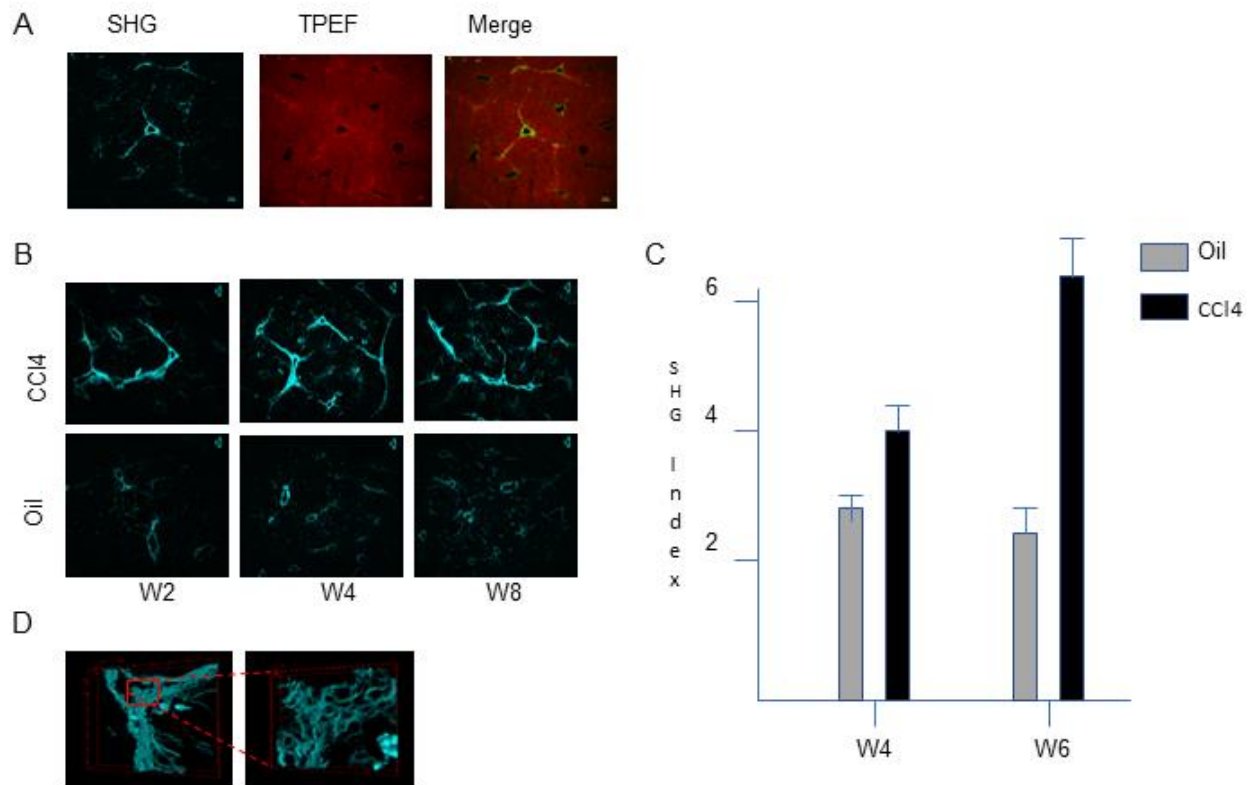 A SHG TPEF Merge
B
CCl4
Oil
W2 W4 W8
C
Oil
CCl4
SHG Index
6
4
2
W4 W6
D